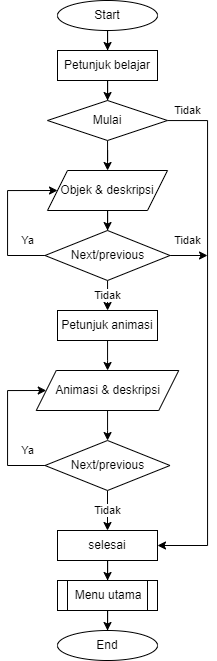 Start
Petunjuk belajar
Mulai
Tidak
Objek & deskripsi
Ya
Next/previous
Tidak
Tidak
Petunjuk animasi
Animasi & deskripsi
Ya
Next/previous
Tidak
selesai
Menu utama
End